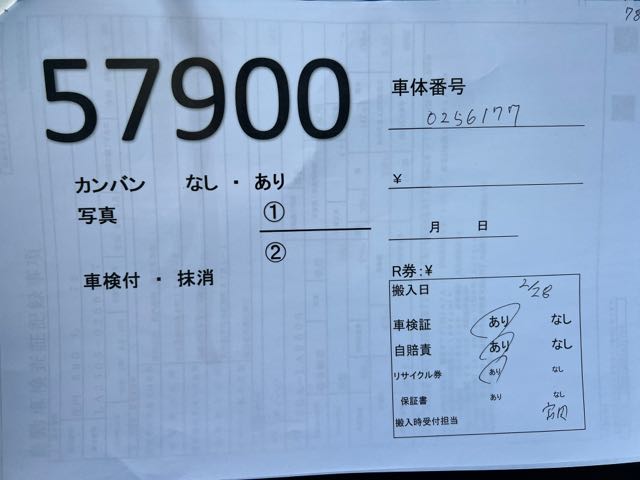 78
57900
車体番号
0256177
カンバン なし ・ あり
¥
写真 ①
②
月 日
車検付 ・ 抹消
R券:¥
搬入日 2/28
車検証 あり なし
自賠責 あり なし
リサイクル券 あり なし
保証書 あり なし
搬入時受付担当